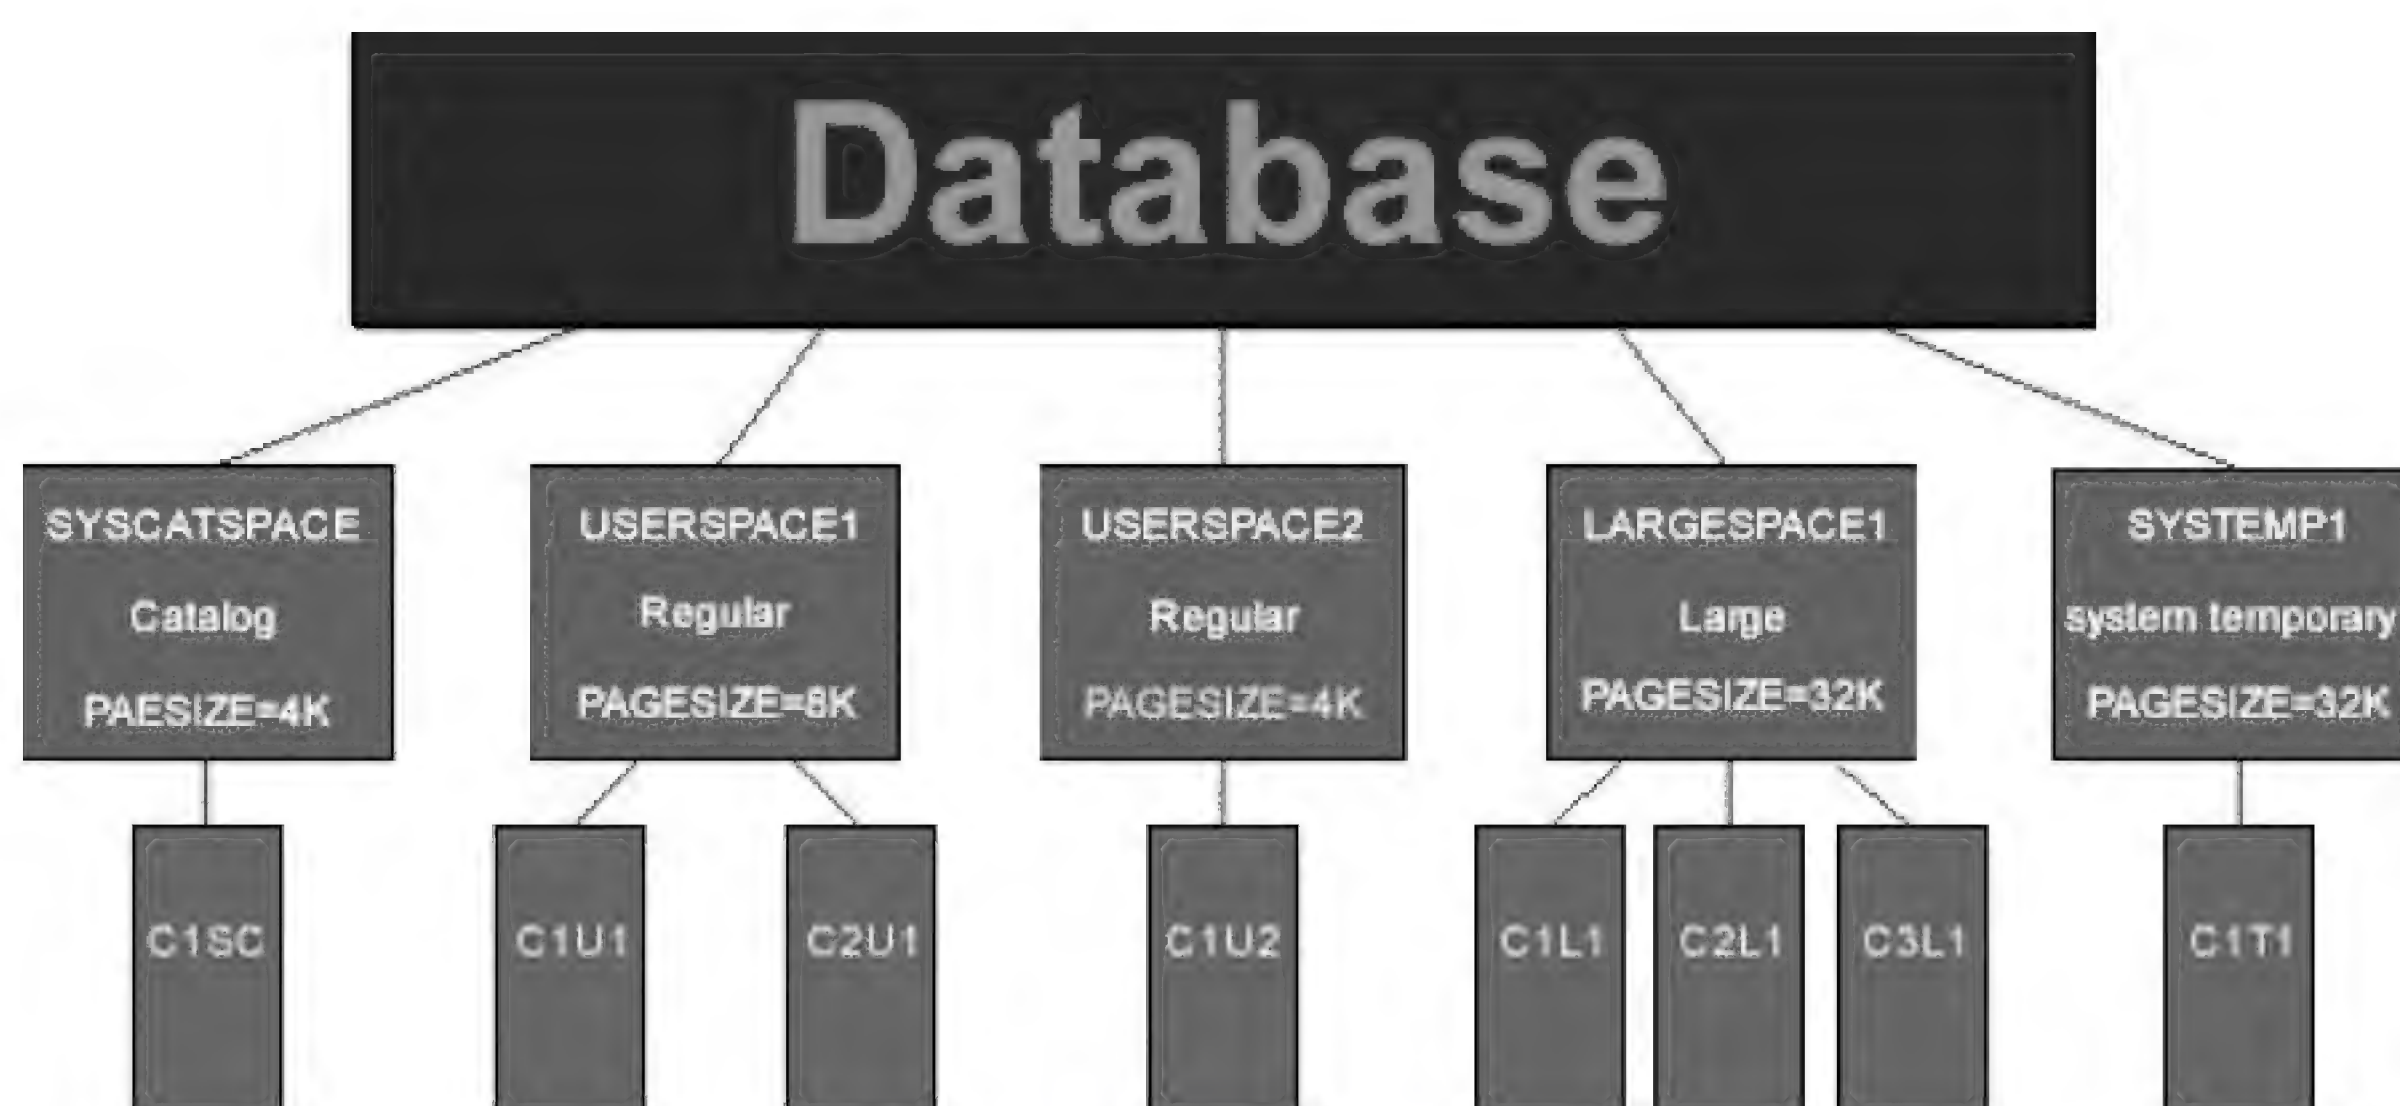 Database
SYSCATSPACE
Catalog
PAESIZE=4K
USERSPACE1
Regular
PAGESIZE=8K
USERSPACE2
Regular
PAGESIZE=4K
LARGESPACE1
Large
PAGESIZE=32K
SYSTEMP1
system temporary
PAGESIZE=32K
C1SC
C1U1
C2U1
C1U2
C1L1
C2L1
C3L1
C1T1